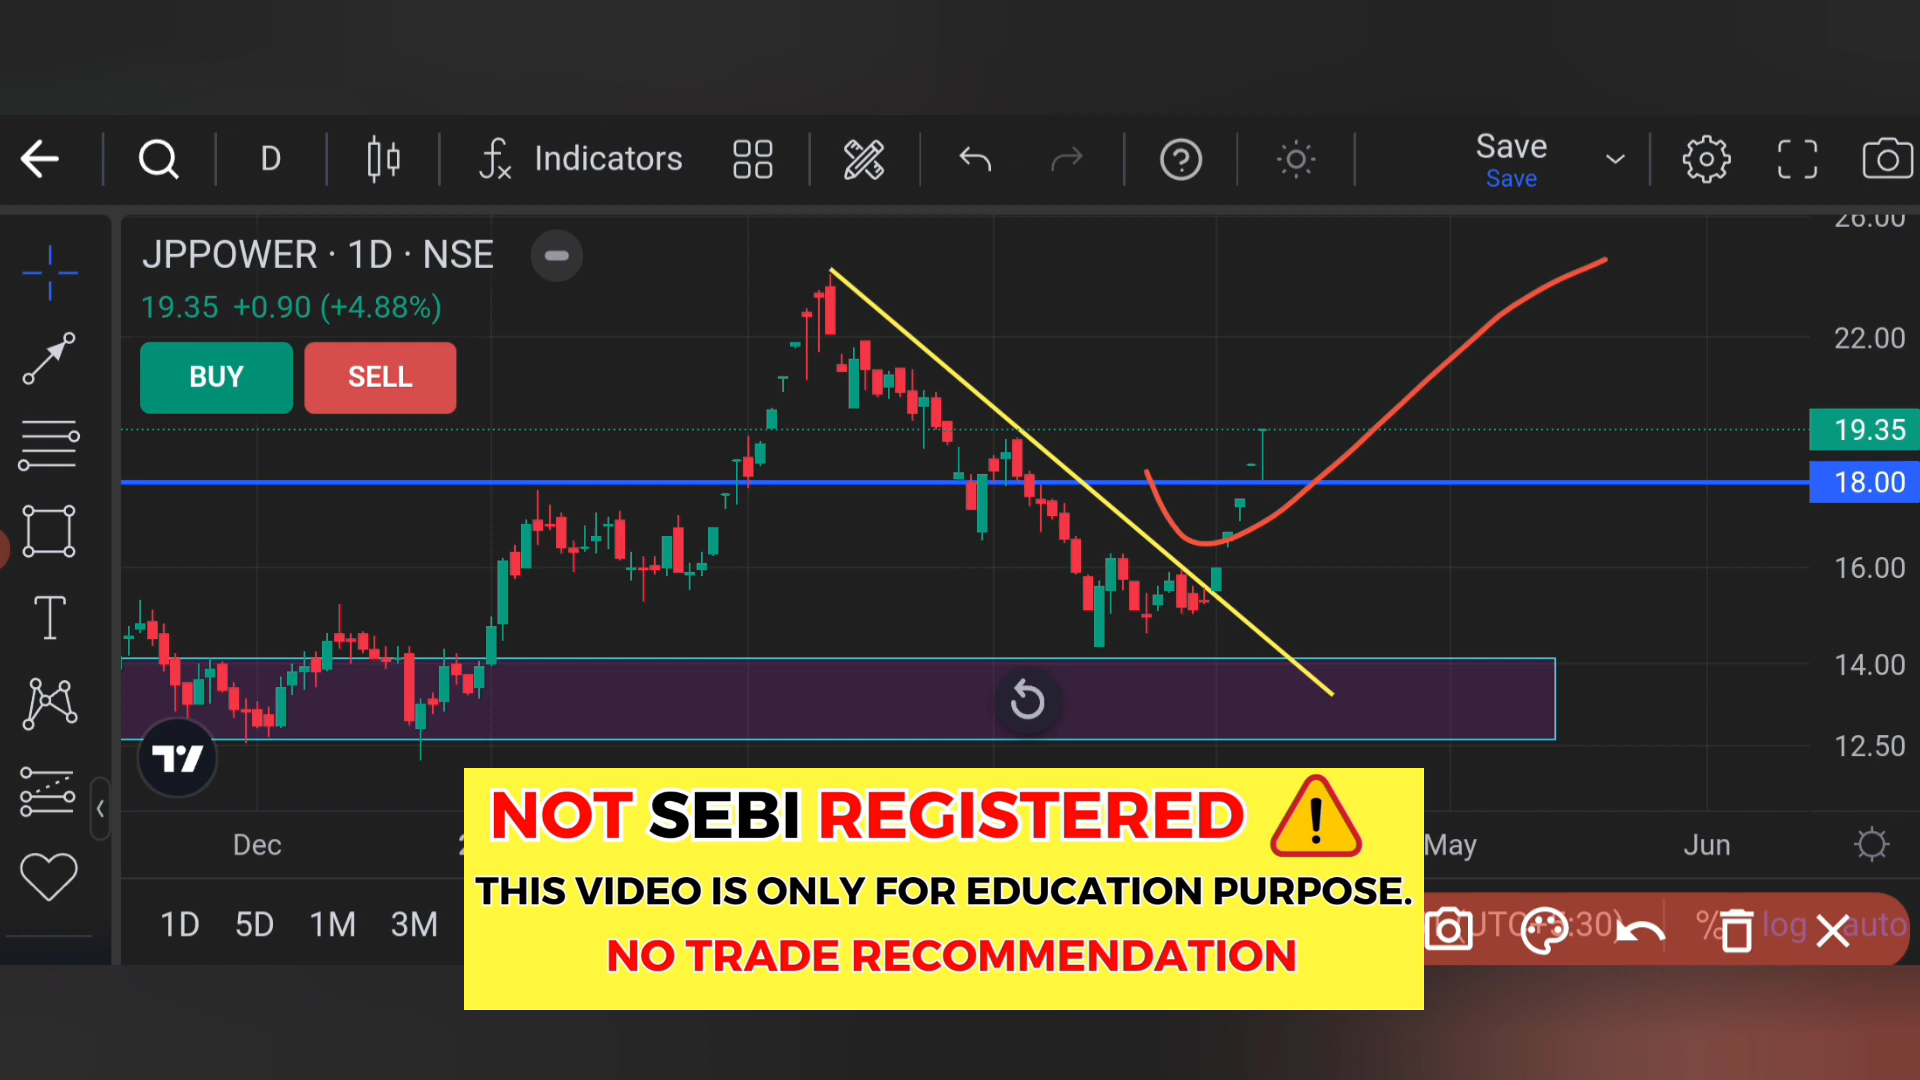 D
Indicators
Save
Save
JPPOWER · 1D · NSE
19.35 +0.90 (+4.88%)
BUY
SELL
26.00
22.00
19.35
18.00
16.00
14.00
12.50
Dec
May
Jun
NOT SEBI REGISTERED
THIS VIDEO IS ONLY FOR EDUCATION PURPOSE.
NO TRADE RECOMMENDATION
1D 5D 1M 3M
% log auto